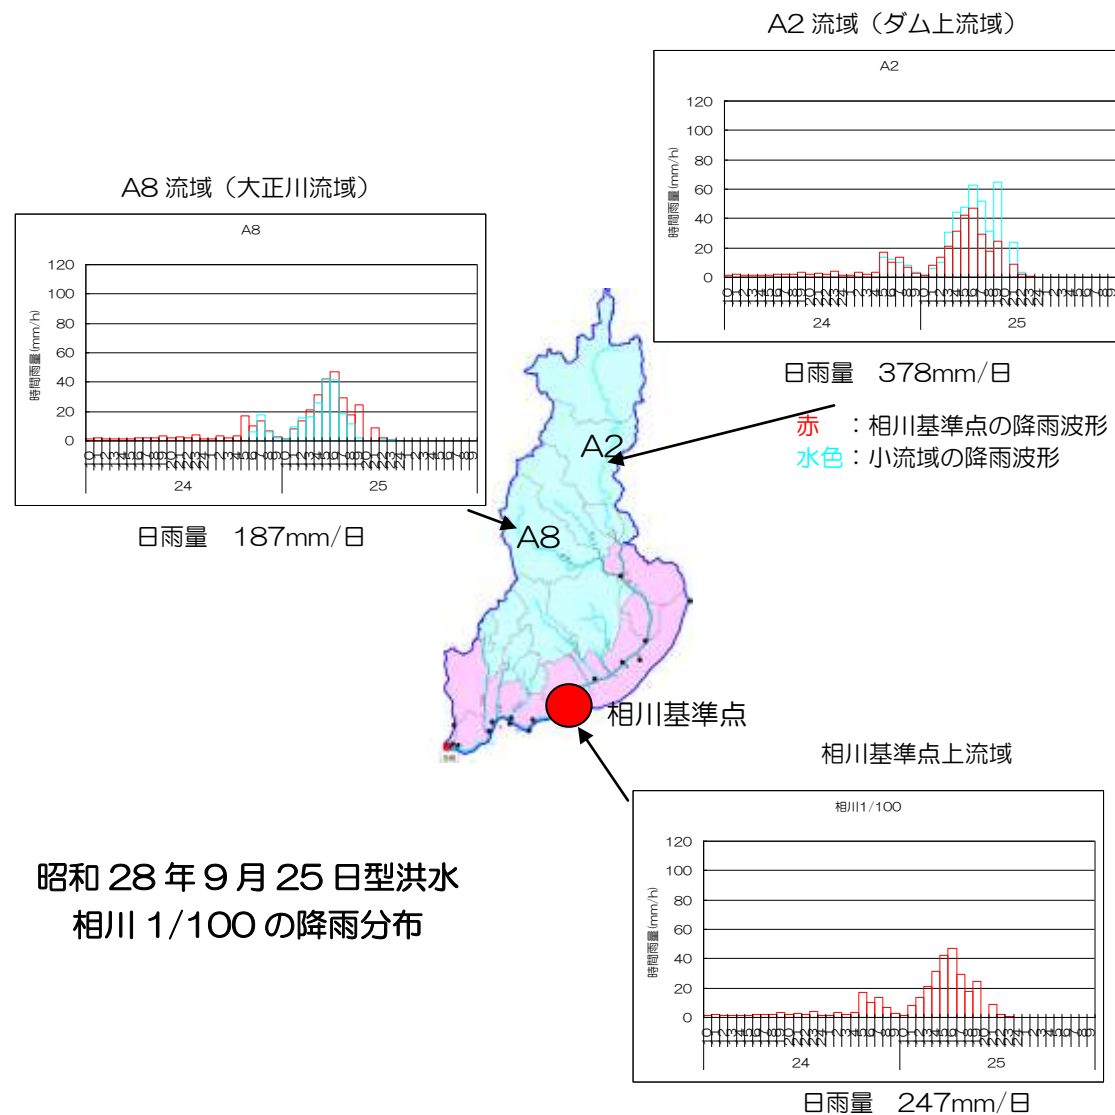 A2 流域（ダム上流域）
A2
120
100
80
60
40
20
0
時間雨量(mm/h)
24
25
日雨量　378mm/日
赤　：相川基準点の降雨波形
水色：小流域の降雨波形
A8 流域（大正川流域）
A8
120
100
80
60
40
20
0
時間雨量(mm/h)
24
25
日雨量　187mm/日
A2
A8
相川基準点
相川基準点上流域
相川1/100
120
100
80
60
40
20
0
時間雨量(mm/h)
24
25
日雨量　247mm/日
昭和 28 年 9 月 25 日型洪水
相川 1/100 の降雨分布